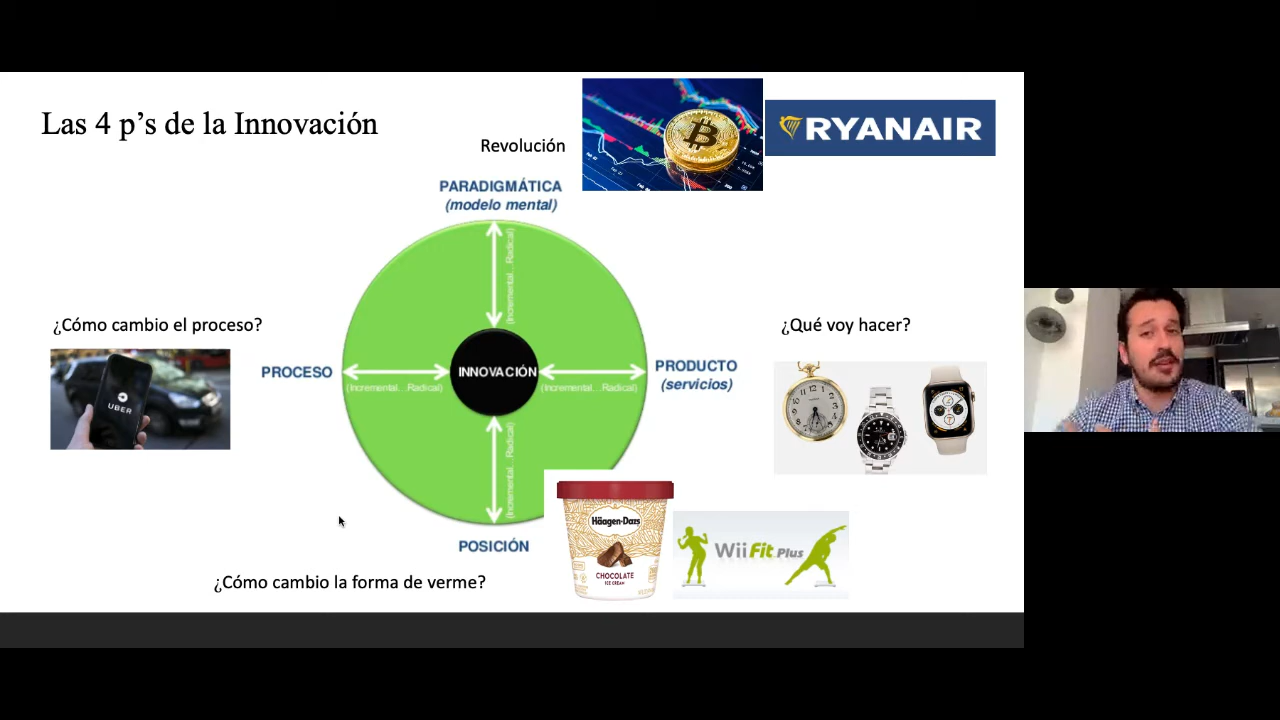 Las 4 p’s de la Innovación
Revolución
RYANAIR
PARADIGMÁTICA
(modelo mental)
(Incremental...Radical)
¿Cómo cambio el proceso?
¿Qué voy hacer?
UBER
PROCESO
INNOVACIÓN
PRODUCTO
(servicios)
(Incremental...Radical)
(Incremental...Radical)
(Incremental...Radical)
Häagen-Dazs
CHOCOLATE
ICE CREAM
Wii Fit Plus
POSICIÓN
¿Cómo cambio la forma de verme?